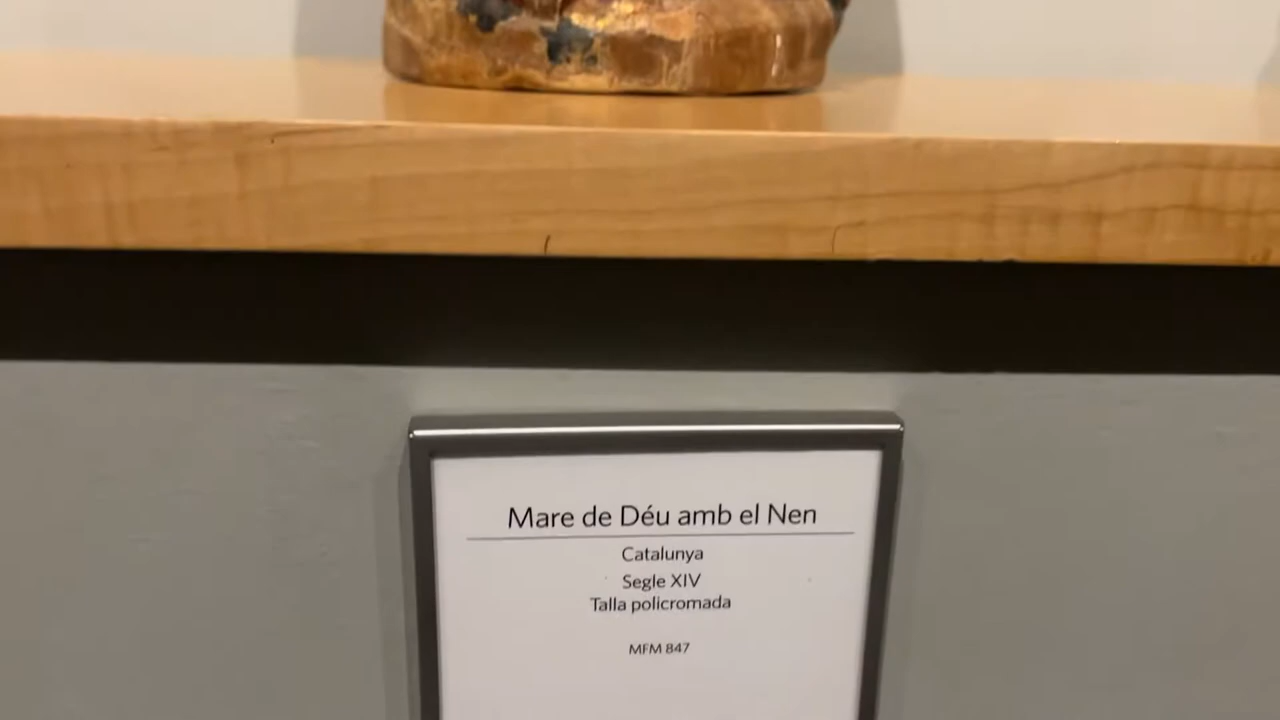 Mare de Déu amb el Nen
Catalunya
Segle XIV
Talla policromada
MFM 847